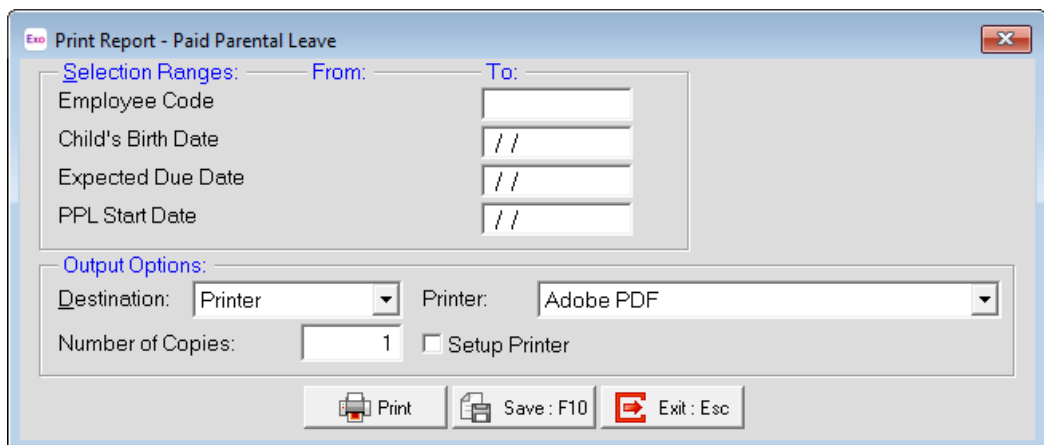 Exo Print Report - Paid Parental Leave
Selection Ranges: From: To:
Employee Code
Child's Birth Date / /
Expected Due Date / /
PPL Start Date / /
Output Options:
Destination: Printer Printer: Adobe PDF
Number of Copies: 1 Setup Printer
Print Save : F10 Exit : Esc